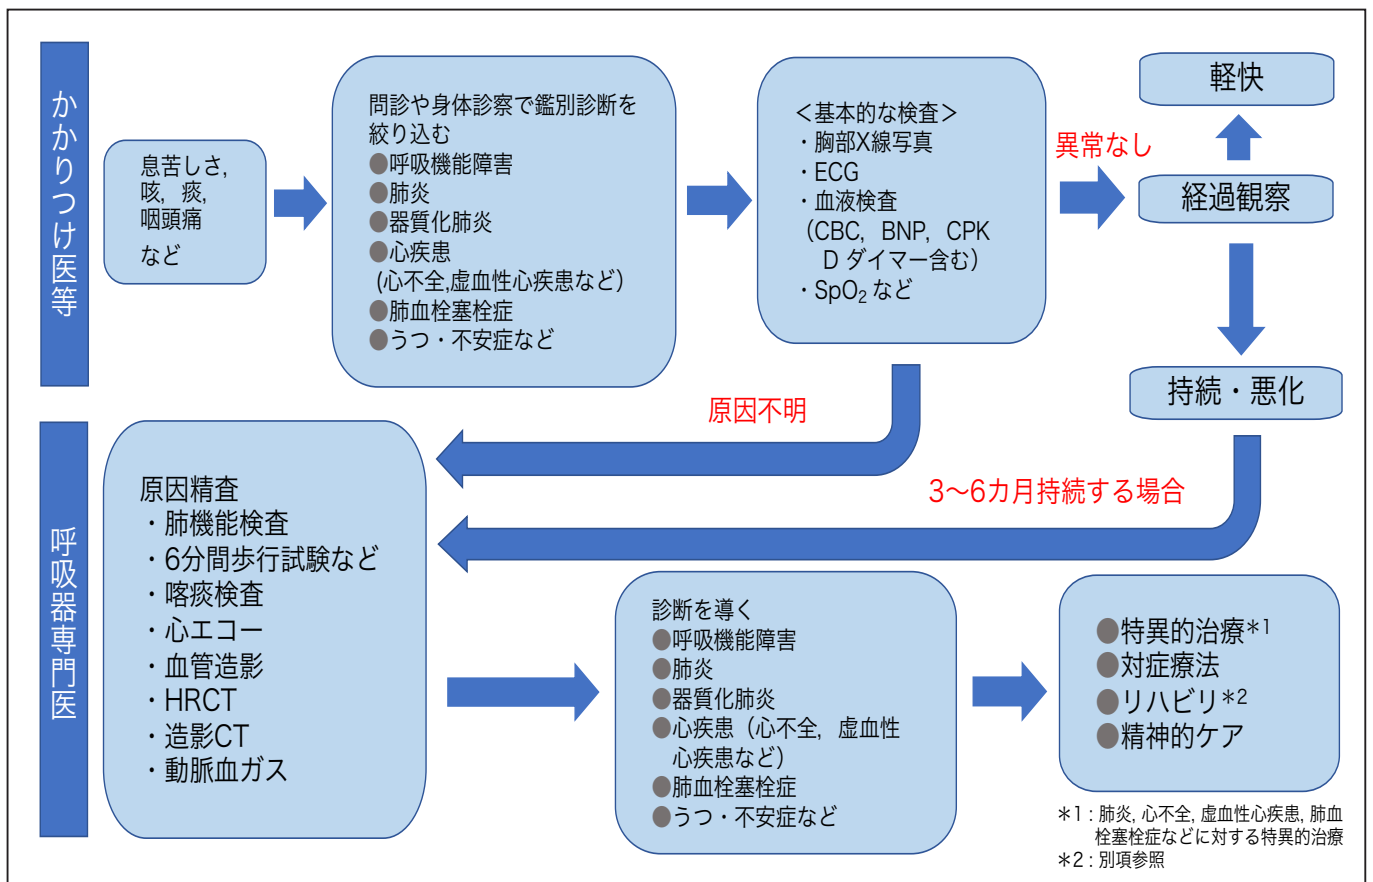 かかりつけ医等
息苦しさ,
咳，痰,
咽頭痛
など
問診や身体診察で鑑別診断を
絞り込む
●呼吸機能障害
●肺炎
●器質化肺炎
●心疾患
(心不全,虚血性心疾患など）
●肺血栓塞栓症
●うつ・不安症など
＜基本的な検査＞
・胸部X線写真
・ECG
・血液検査
（CBC，BNP，CPK
D ダイマー含む）
・SpO₂ など
異常なし
軽快
経過観察
持続・悪化
原因不明
3〜6カ月持続する場合
呼吸器専門医
原因精査
・肺機能検査
・6分間歩行試験など
・喀痰検査
・心エコー
・血管造影
・HRCT
・造影CT
・動脈血ガス
診断を導く
●呼吸機能障害
●肺炎
●器質化肺炎
●心疾患（心不全，虚血性
心疾患など）
●肺血栓塞栓症
●うつ・不安症など
●特異的治療*1
●対症療法
●リハビリ*2
●精神的ケア
*1：肺炎, 心不全, 虚血性心疾患, 肺血
栓塞栓症などに対する特異的治療
*2：別項参照